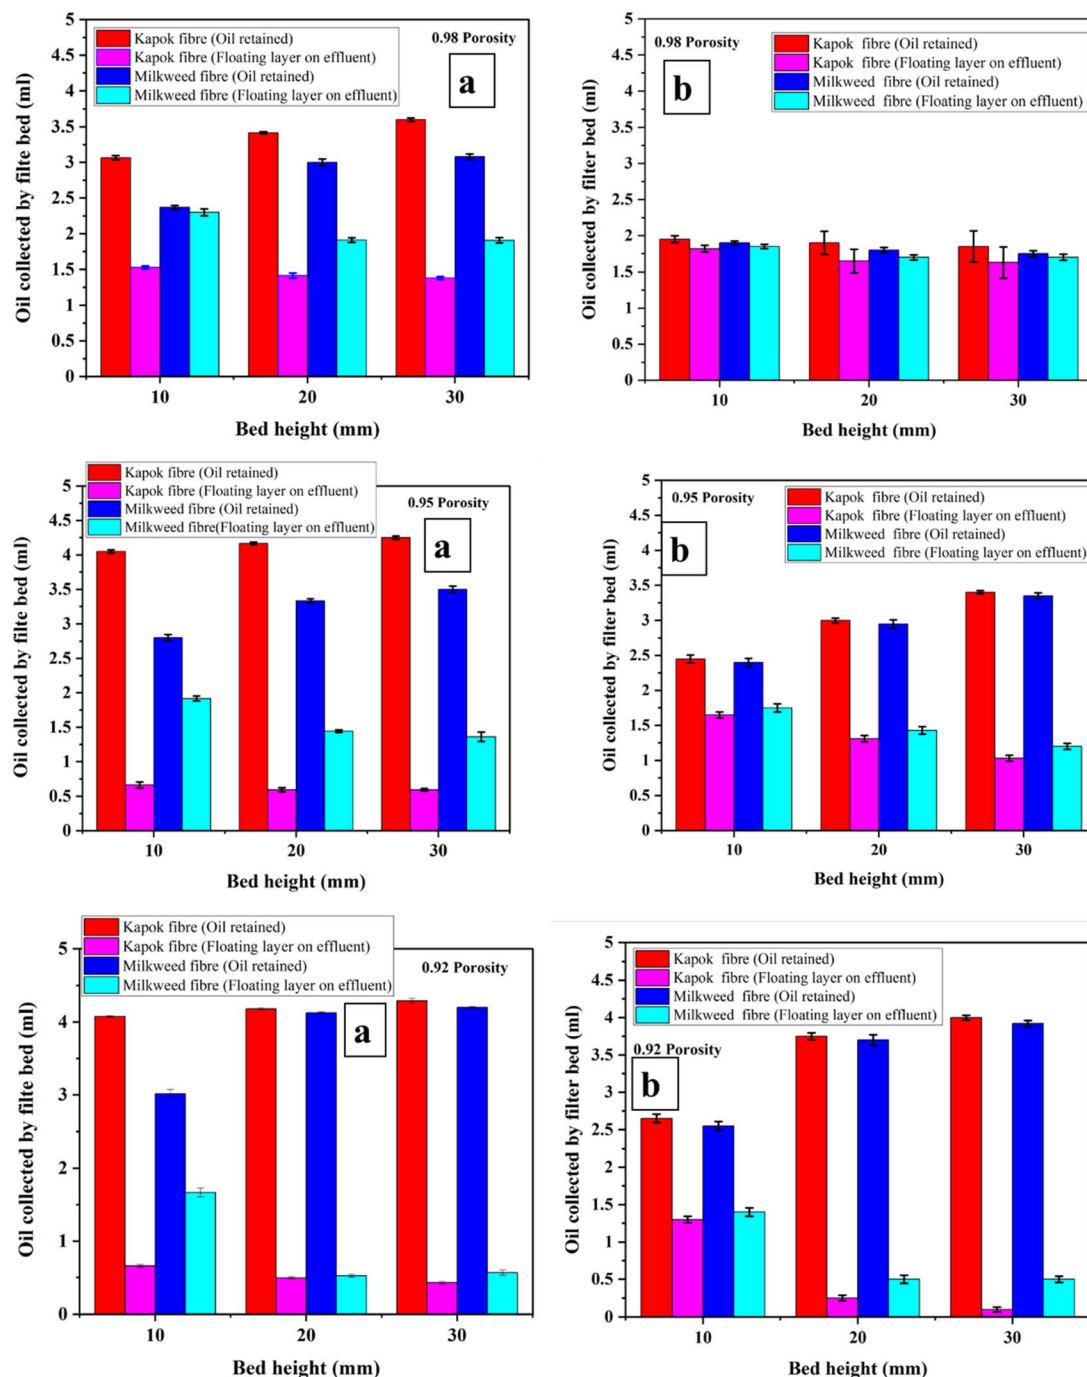 Kapok fibre (Oil retained)
Kapok fibre (Floating layer on effluent)
Milkweed fibre (Oil retained)
Milkweed fibre (Floating layer on effluent)
0.98 Porosity
a
Oil collected by filte bed (ml)
5
4.5
4
3.5
3
2.5
2
1.5
1
0.5
0
10
20
30
Bed height (mm)
0.98 Porosity
b
Kapok fibre (Oil retained)
Kapok fibre (Floating layer on effluent)
Milkweed fibre (Oil retained)
Milkweed fibre (Floating layer on effluent)
Oil collected by filter bed (ml)
5
4.5
4
3.5
3
2.5
2
1.5
1
0.5
0
10
20
30
Bed height (mm)
Kapok fibre (Oil retained)
Kapok fibre (Floating layer on effluent)
Milkweed fibre (Oil retained)
Milkweed fibre(Floating layer on effluent)
0.95 Porosity
a
Oil collected by filte bed (ml)
5
4.5
4
3.5
3
2.5
2
1.5
1
0.5
0
10
20
30
Bed height (mm)
0.95 Porosity
b
Kapok fibre (Oil retained)
Kapok fibre (Floating layer on effluent)
Milkweed fibre (Oil retained)
Milkweed fibre (Floating layer on effluent)
Oil collected by filter bed (ml)
5
4.5
4
3.5
3
2.5
2
1.5
1
0.5
0
10
20
30
Bed height (mm)
Kapok fibre (Oil retained)
Kapok fibre (Floating layer on effluent)
Milkweed fibre (Oil retained)
Milkweed fibre (Floating layer on effluent)
0.92 Porosity
a
Oil collected by filte bed (ml)
5
4
3
2
1
0
10
20
30
Bed height (mm)
Kapok fibre (Oil retained)
Kapok fibre (Floating layer on effluent)
Milkweed fibre (Oil retained)
Milkweed fibre (Floating layer on effluent)
0.92 Porosity
b
Oil collected by filter bed (ml)
5
4.5
4
3.5
3
2.5
2
1.5
1
0.5
0
10
20
30
Bed height (mm)